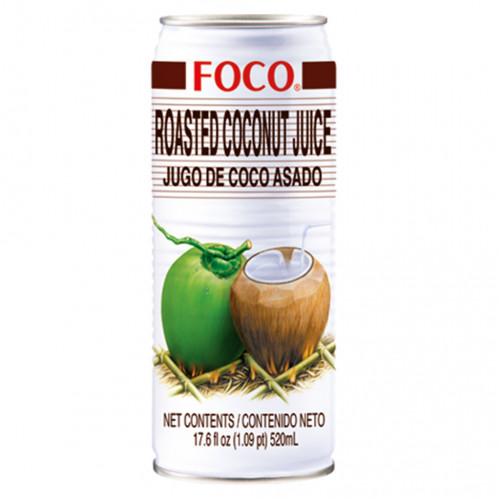 FOCO®
ROASTED COCONUT JUICE
JUGO DE COCO ASADO
NET CONTENTS/CONTENIDO NETO
17.6 fl oz (1.09 pt) 520mL